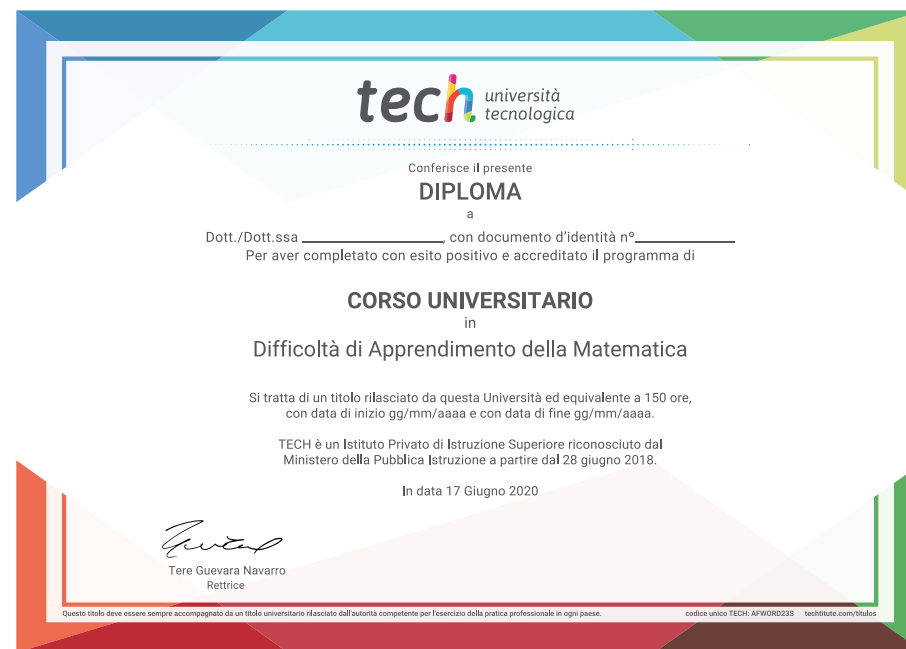 tech università
tecnologica
Conferisce il presente
DIPLOMA
a
Dott./Dott.ssa ____________________, con documento d'identità nº______________
Per aver completato con esito positivo e accreditato il programma di
CORSO UNIVERSITARIO
in
Difficoltà di Apprendimento della Matematica
Si tratta di un titolo rilasciato da questa Università ed equivalente a 150 ore,
con data di inizio gg/mm/aaaa e con data di fine gg/mm/aaaa.
TECH è un Istituto Privato di Istruzione Superiore riconosciuto dal
Ministero della Pubblica Istruzione a partire dal 28 giugno 2018.
In data 17 Giugno 2020
Tere Guevara Navarro
Rettrice
Questo titolo deve essere sempre accompagnato da un titolo universitario rilasciato dall'autorità competente per l'esercizio della pratica professionale in ogni paese. codice unico TECH: AFWORD23S techtitute.com/titulos